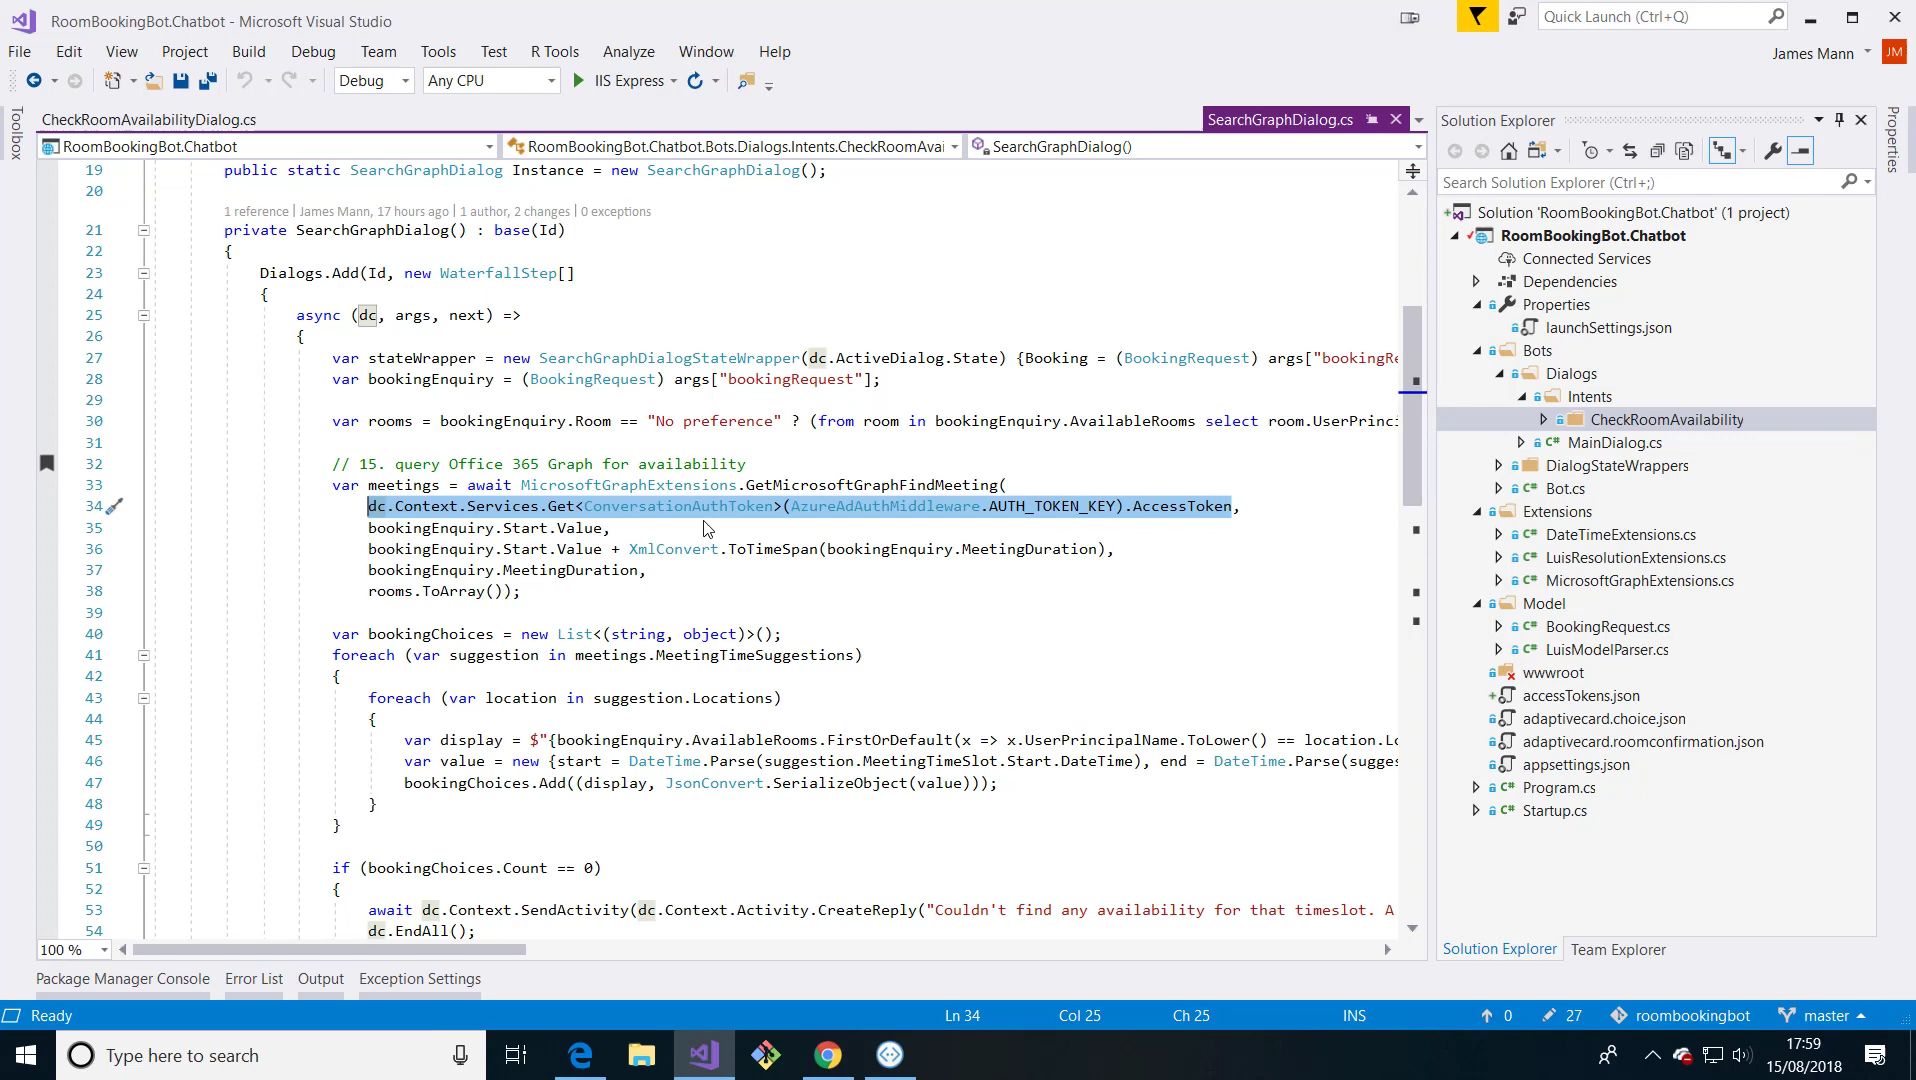 RoomBookingBot.Chatbot - Microsoft Visual Studio
Quick Launch (Ctrl+Q)
File Edit View Project Build Debug Team Tools Test R Tools Analyze Window Help
James Mann JM
Debug Any CPU IIS Express
Toolbox
CheckRoomAvailabilityDialog.cs
SearchGraphDialog.cs
RoomBookingBot.Chatbot
RoomBookingBot.Chatbot.Bots.Dialogs.Intents.CheckRoomAvai
SearchGraphDialog()
19 public static SearchGraphDialog Instance = new SearchGraphDialog();
20
1 reference | James Mann, 17 hours ago | 1 author, 2 changes | 0 exceptions
21 private SearchGraphDialog() : base(Id)
22 {
23 Dialogs.Add(Id, new WaterfallStep[]
24 {
25 async (dc, args, next) =>
26 {
27 var stateWrapper = new SearchGraphDialogStateWrapper(dc.ActiveDialog.State) {Booking = (BookingRequest) args["bookingRe
28 var bookingEnquiry = (BookingRequest) args["bookingRequest"];
29
30 var rooms = bookingEnquiry.Room == "No preference" ? (from room in bookingEnquiry.AvailableRooms select room.UserPrinci
31
32 // 15. query Office 365 Graph for availability
33 var meetings = await MicrosoftGraphExtensions.GetMicrosoftGraphFindMeeting(
34 dc.Context.Services.Get<ConversationAuthToken>(AzureAdAuthMiddleware.AUTH_TOKEN_KEY).AccessToken,
35 bookingEnquiry.Start.Value,
36 bookingEnquiry.Start.Value + XmlConvert.ToTimeSpan(bookingEnquiry.MeetingDuration),
37 bookingEnquiry.MeetingDuration,
38 rooms.ToArray());
39
40 var bookingChoices = new List<(string, object)>();
41 foreach (var suggestion in meetings.MeetingTimeSuggestions)
42 {
43 foreach (var location in suggestion.Locations)
44 {
45 var display = $"{bookingEnquiry.AvailableRooms.FirstOrDefault(x => x.UserPrincipalName.ToLower() == location.Lo
46 var value = new {start = DateTime.Parse(suggestion.MeetingTimeSlot.Start.DateTime), end = DateTime.Parse(sugges
47 bookingChoices.Add((display, JsonConvert.SerializeObject(value)));
48 }
49 }
50
51 if (bookingChoices.Count == 0)
52 {
53 await dc.Context.SendActivity(dc.Context.Activity.CreateReply("Couldn't find any availability for that timeslot. A
54 dc.EndAll();
100 %
Solution Explorer
Search Solution Explorer (Ctrl+;)
Solution 'RoomBookingBot.Chatbot' (1 project)
RoomBookingBot.Chatbot
Connected Services
Dependencies
Properties
launchSettings.json
Bots
Dialogs
Intents
CheckRoomAvailability
C# MainDialog.cs
DialogStateWrappers
C# Bot.cs
Extensions
C# DateTimeExtensions.cs
C# LuisResolutionExtensions.cs
C# MicrosoftGraphExtensions.cs
Model
C# BookingRequest.cs
C# LuisModelParser.cs
wwwroot
accessTokens.json
adaptivecard.choice.json
adaptivecard.roomconfirmation.json
appsettings.json
C# Program.cs
C# Startup.cs
Solution Explorer Team Explorer
Properties
Package Manager Console Error List Output Exception Settings
Ready Ln 34 Col 25 Ch 25 INS 0 27 roombookingbot master
Type here to search
17:59
15/08/2018